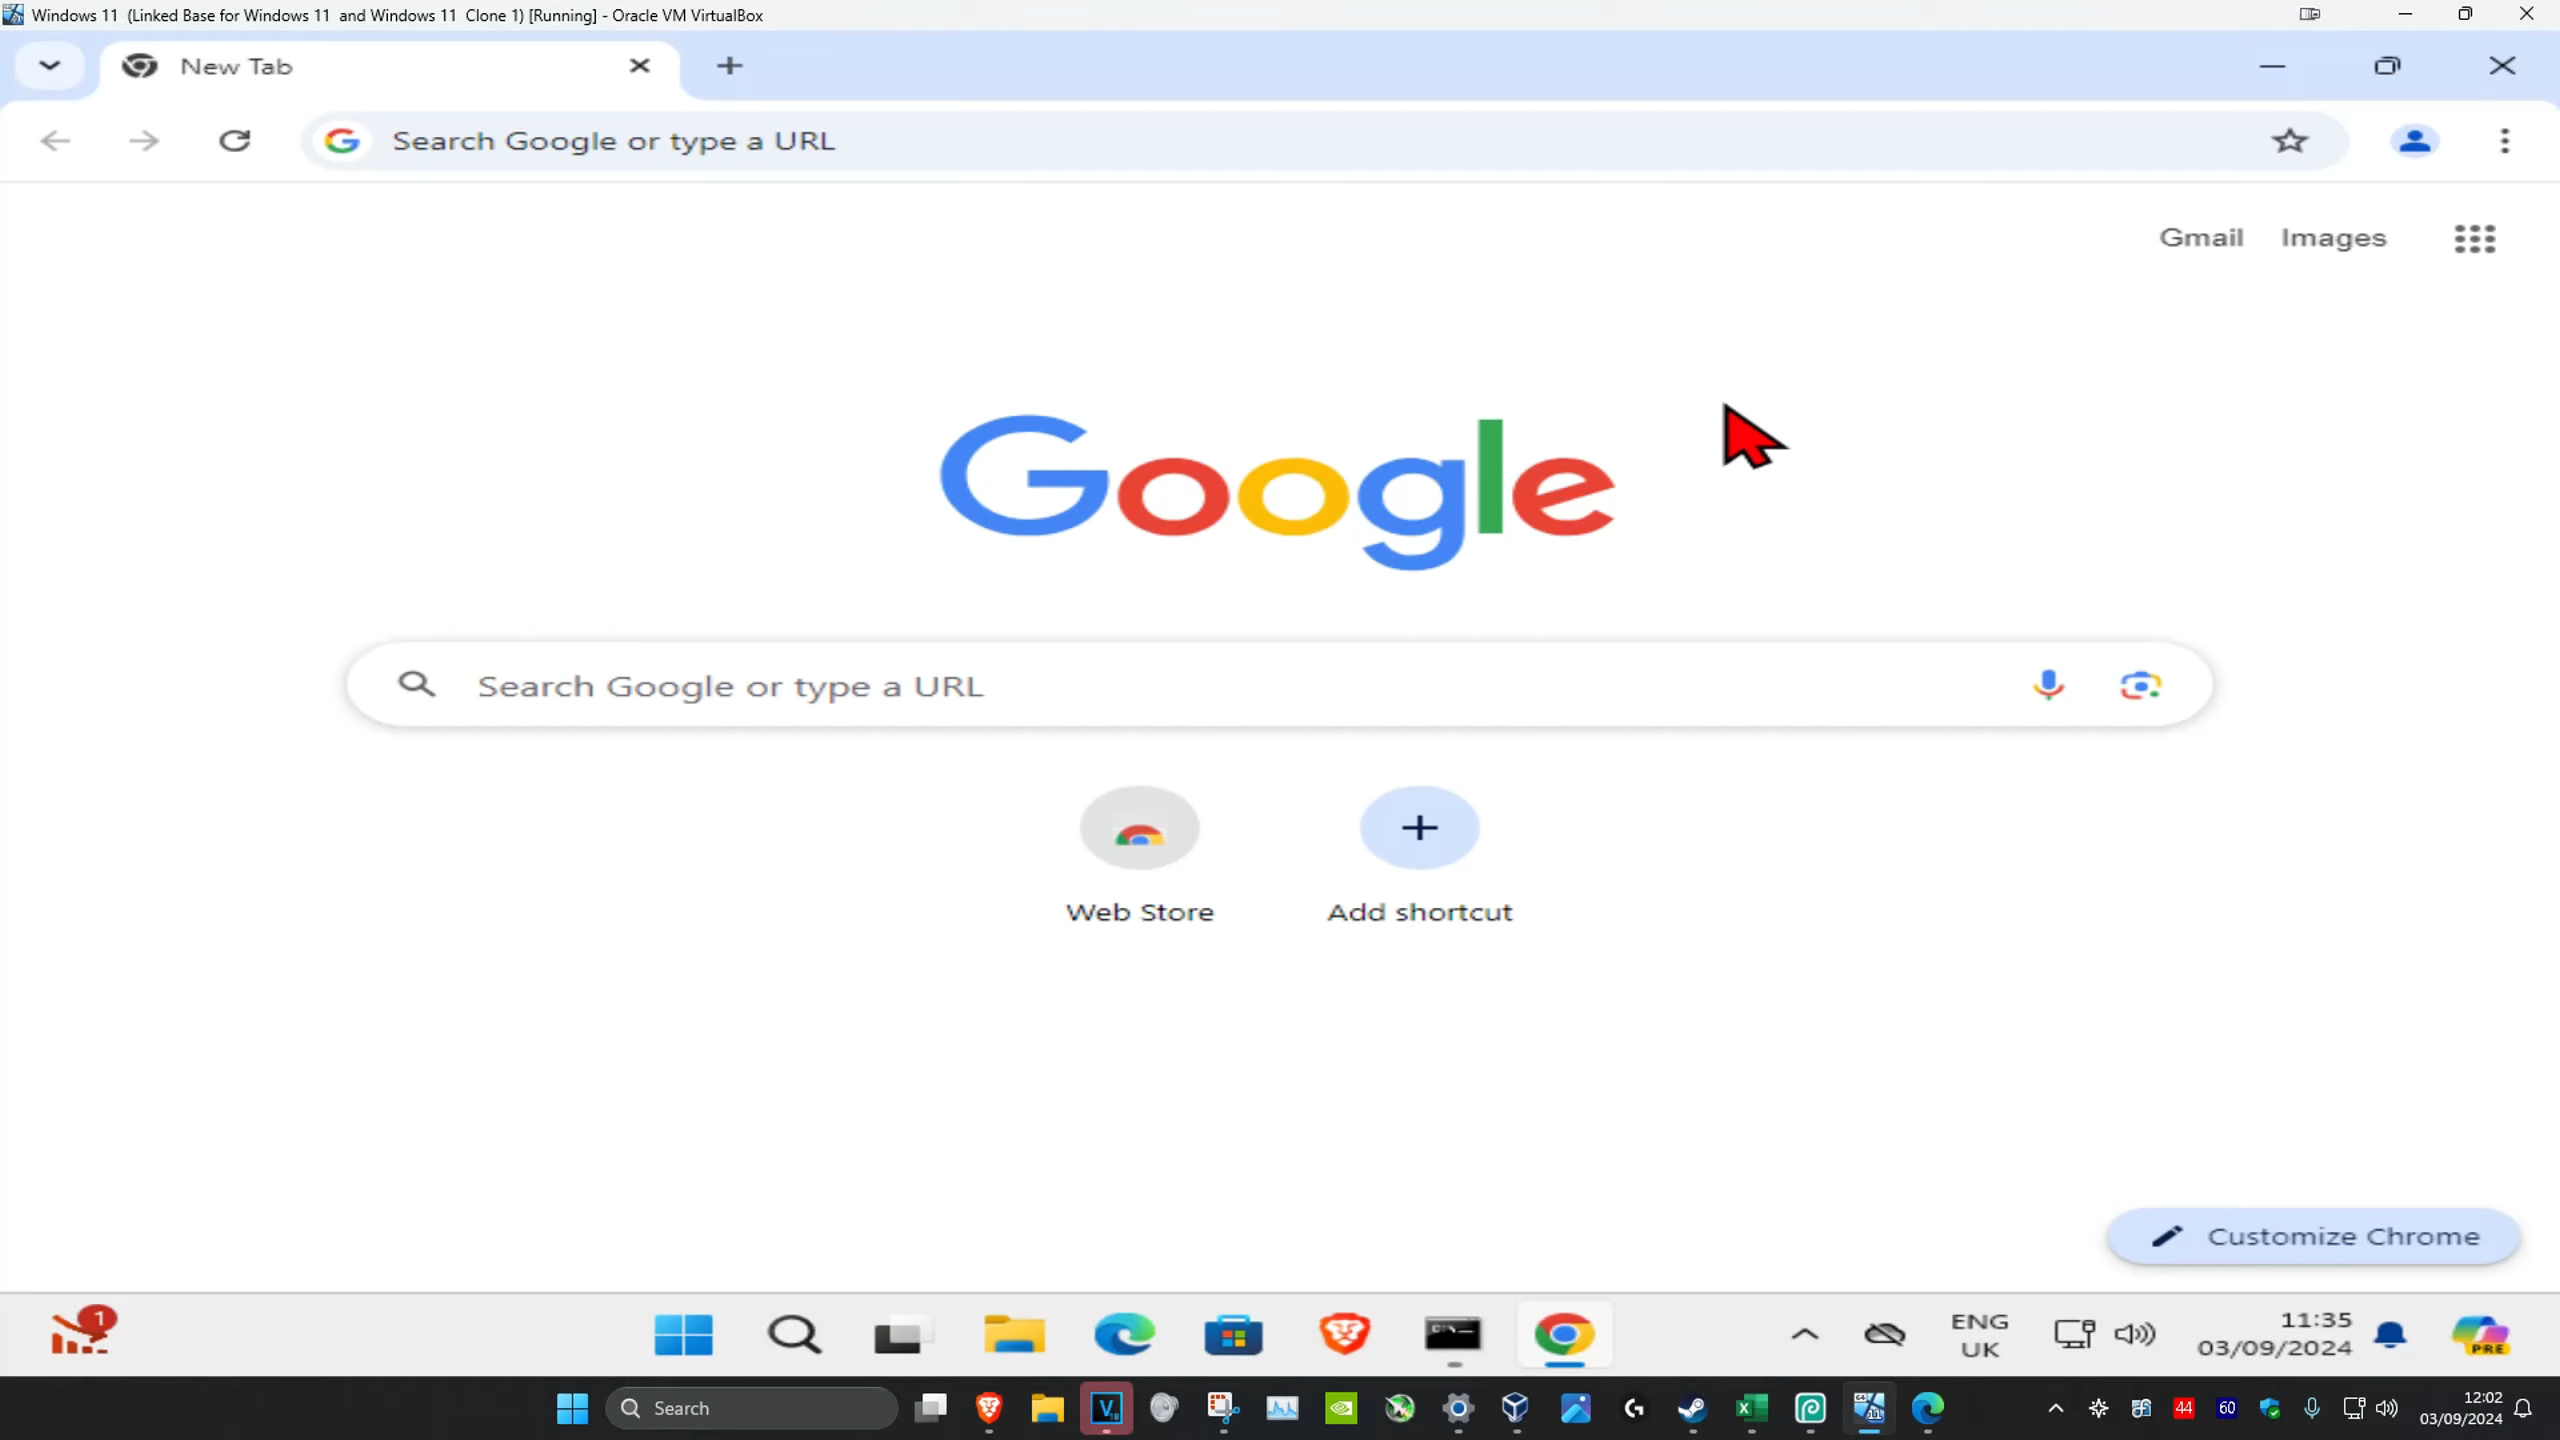 Windows 11 (Linked Base for Windows 11 and Windows 11 Clone 1) [Running] - Oracle VM VirtualBox
New Tab
Search Google or type a URL
Gmail Images
Google
Search Google or type a URL
Web Store
Add shortcut
Customize Chrome
1
ENG
UK
11:35
03/09/2024
PRE
Search
44
60
12:02
03/09/2024